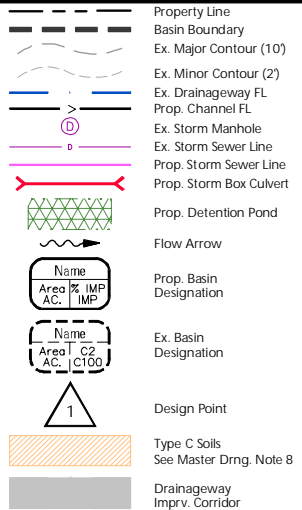 Property Line
Basin Boundary
Ex. Major Contour (10')
Ex. Minor Contour (2')
Ex. Drainageway FL
Prop. Channel FL
D
Ex. Storm Manhole
D
Ex. Storm Sewer Line
Prop. Storm Sewer Line
Prop. Storm Box Culvert
Prop. Detention Pond
Flow Arrow
Name
Area % IMP
AC. IMP
Prop. Basin
Designation
Name
Area C2
AC. C100
Ex. Basin
Designation
1
Design Point
Type C Soils
See Master Drng. Note 8
Drainageway
Imprv. Corridor